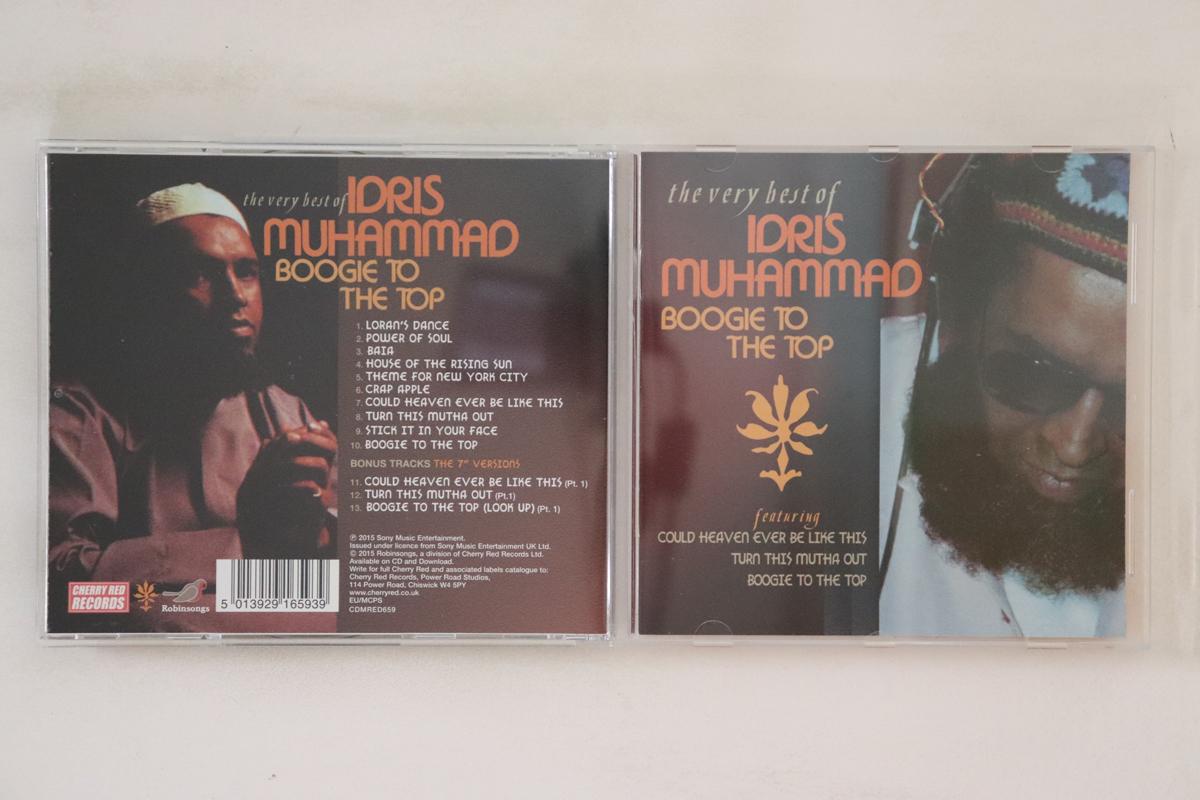 the very best of IDRIS
MUHAMMAD
BOOGIE TO
THE TOP
1. LORAN'S DANCE
2. POWER OF SOUL
3. BAIA
4. HOUSE OF THE RISING SUN
5. THEME FOR NEW YORK CITY
6. CRAP APPLE
7. COULD HEAVEN EVER BE LIKE THIS
8. TURN THIS MUTHA OUT
9. STICK IT IN YOUR FACE
10. BOOGIE TO THE TOP
BONUS TRACKS THE 7" VERSIONS
11. COULD HEAVEN EVER BE LIKE THIS (Pt. 1)
12. TURN THIS MUTHA OUT (Pt.1)
13. BOOGIE TO THE TOP (LOOK UP) (Pt. 1)
℗ 2015 Sony Music Entertainment.
Issued under licence from Sony Music Entertainment UK Ltd.
© 2015 Robinsongs, a division of Cherry Red Records Ltd.
Available on CD and Download.
Write for full Cherry Red and associated labels catalogue to:
Cherry Red Records, Power Road Studios,
114 Power Road, Chiswick W4 5PY
www.cherryred.co.uk
EU/MCPS
CDMRED659
CHERRY RED
RECORDS
Robinsongs
5 013929 165939
the very best of
IDRIS
MUHAMMAD
BOOGIE TO
THE TOP
featuring
COULD HEAVEN EVER BE LIKE THIS
TURN THIS MUTHA OUT
BOOGIE TO THE TOP